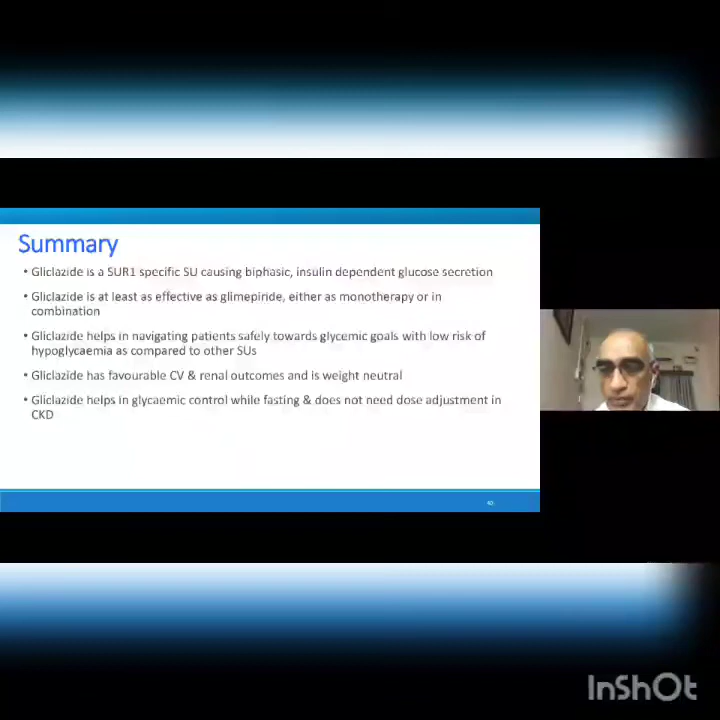 Summary
• Gliclazide is a SUR1 specific SU causing biphasic, insulin dependent glucose secretion
• Gliclazide is at least as effective as glimepiride, either as monotherapy or in
combination
• Gliclazide helps in navigating patients safely towards glycemic goals with low risk of
hypoglycaemia as compared to other SUs
• Gliclazide has favourable CV & renal outcomes and is weight neutral
• Gliclazide helps in glycaemic control while fasting & does not need dose adjustment in
CKD
40
InShOt